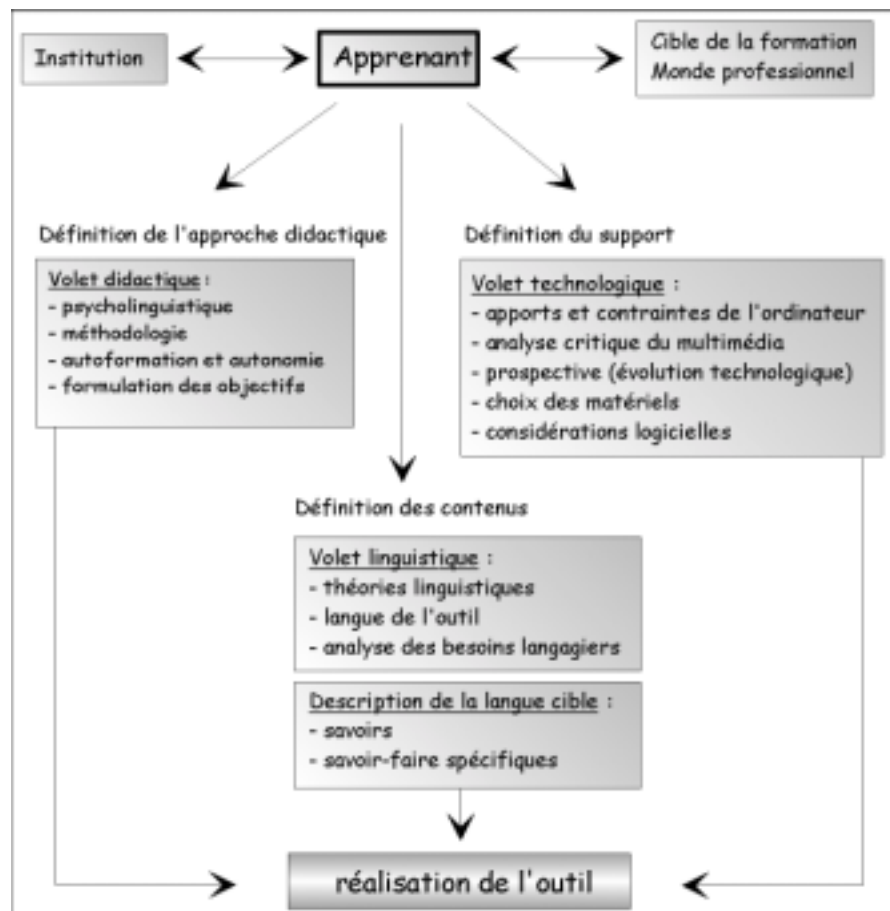 Institution
Apprenant
Cible de la formation
Monde professionnel
Définition de l'approche didactique
Volet didactique :
- psycholinguistique
- méthodologie
- autoformation et autonomie
- formulation des objectifs
Définition du support
Volet technologique :
- apports et contraintes de l'ordinateur
- analyse critique du multimédia
- prospective (évolution technologique)
- choix des matériels
- considérations logicielles
Définition des contenus
Volet linguistique :
- théories linguistiques
- langue de l'outil
- analyse des besoins langagiers
Description de la langue cible :
- savoirs
- savoir-faire spécifiques
réalisation de l'outil